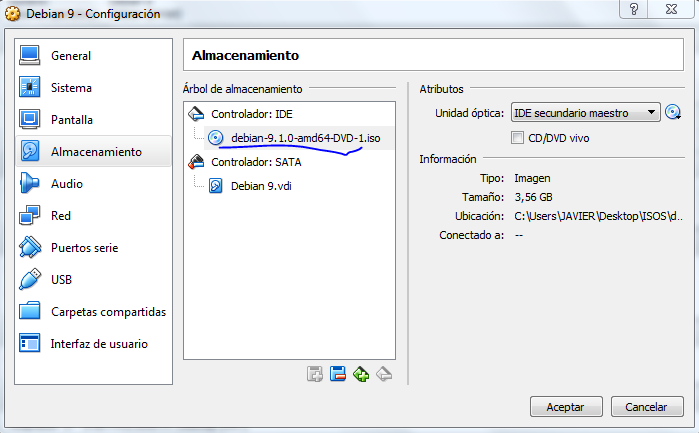 Debian 9 - Configuración
General
Sistema
Pantalla
Almacenamiento
Audio
Red
Puertos serie
USB
Carpetas compartidas
Interfaz de usuario
Almacenamiento
Árbol de almacenamiento
Controlador: IDE
debian-9.1.0-amd64-DVD-1.iso
Controlador: SATA
Debian 9.vdi
Atributos
Unidad óptica: IDE secundario maestro
CD/DVD vivo
Información
Tipo: Imagen
Tamaño: 3,56 GB
Ubicación: C:\Users\JAVIER\Desktop\ISOS\d...
Conectado a: --
Aceptar Cancelar